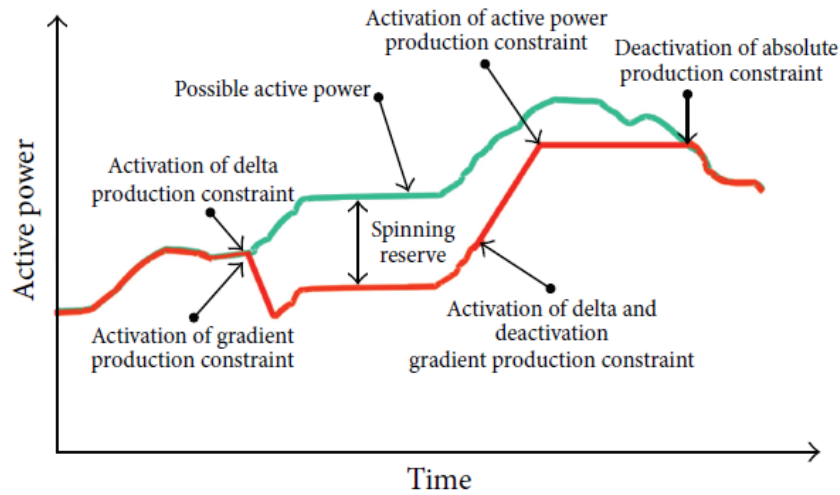 Activation of active power
production constraint
Deactivation of absolute
production constraint
Possible active power
Activation of delta
production constraint
Spinning
reserve
Active power
Activation of gradient
production constraint
Activation of delta and
deactivation
gradient production constraint
Time